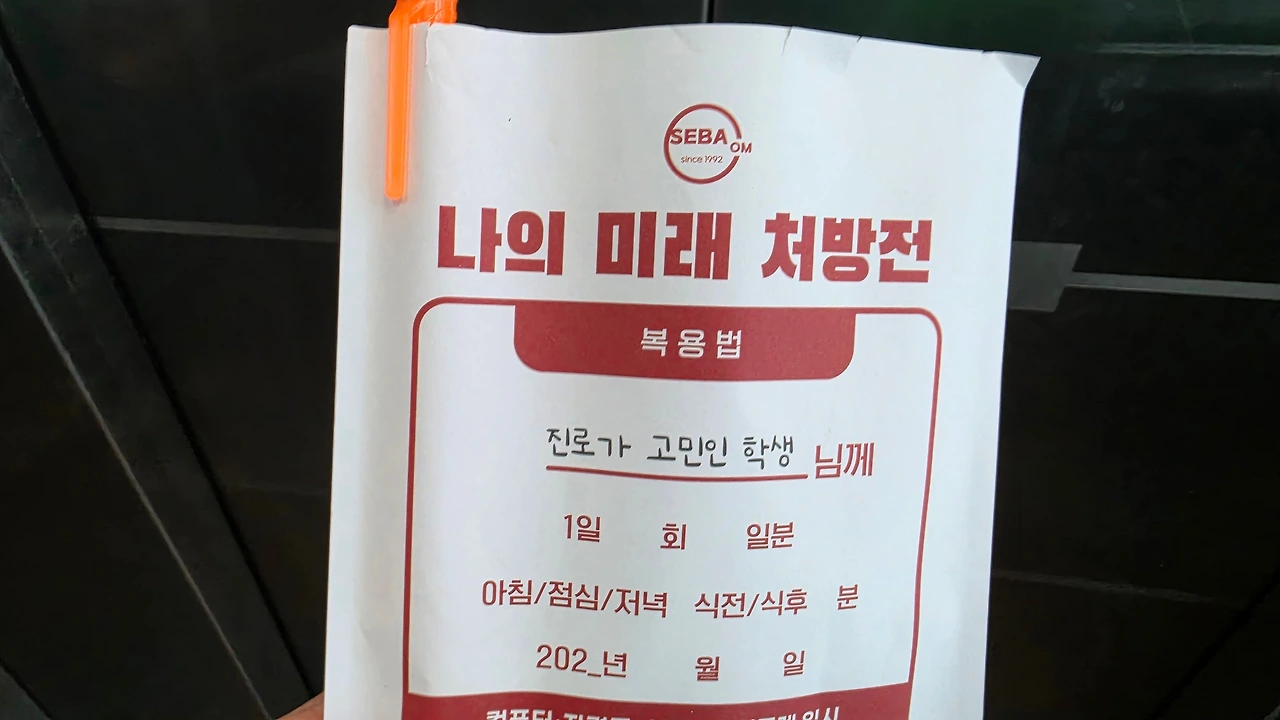 SEBA
COM
since 1992
나의 미래 처방전
복용법
진로가 고민인 학생 님께
1일 회 일분
아침/점심/저녁 식전/식후 분
202_년 월 일